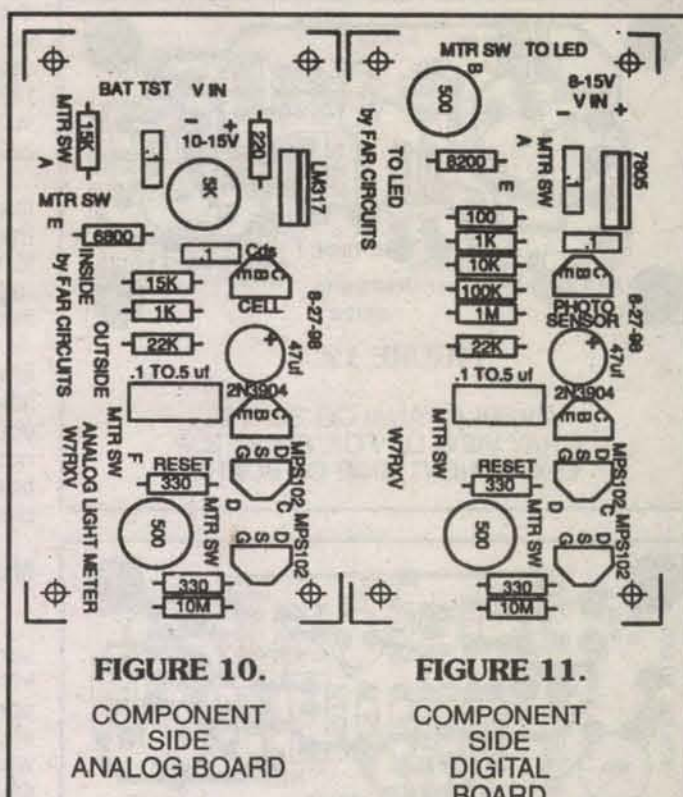 BAT TST
V IN
- +
10-15V
MTR SW
15K
A
.1
5K
220
LM317
MTR SW
E
6800
.1
Cds
INSIDE
by FAR CIRCUITS
15K
C B E
CELL
1K
OUTSIDE
8-27-98
22K
+
47uf
.1 TO.5 uf
2N3904
C B E
MTR SW
ANALOG LIGHT METER
W7RXV
F
RESET
330
D S G
MPS102
D
C
500
MTR SW
D S G
MPS102
330
10M
FIGURE 10.
COMPONENT
SIDE
ANALOG BOARD
MTR SW
TO LED
B
500
8-15V
V IN
- +
by FAR CIRCUITS
TO LED
A
MTR SW
.1
7805
8200
E
.1
100
1K
10K
C B E
100K
PHOTO
SENSOR
1M
8-27-98
22K
+
47uf
.1 TO.5 uf
2N3904
C B E
W7RXV
MTR SW
RESET
330
D S G
MPS102
D
C
500
MTR SW
D S G
MPS102
330
10M
FIGURE 11.
COMPONENT
SIDE
DIGITAL
BOARD